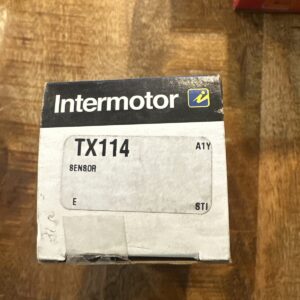 Intermotor
TX114 A1Y
SENSOR
E STI